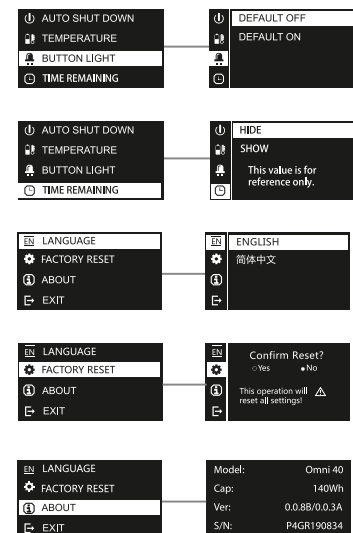 AUTO SHUT DOWN
TEMPERATURE
BUTTON LIGHT
TIME REMAINING
DEFAULT OFF
DEFAULT ON
AUTO SHUT DOWN
TEMPERATURE
BUTTON LIGHT
TIME REMAINING
HIDE
SHOW
This value is for
reference only.
EN LANGUAGE
FACTORY RESET
ABOUT
EXIT
EN ENGLISH
简体中文
EN LANGUAGE
FACTORY RESET
ABOUT
EXIT
EN
Confirm Reset?
Yes No
This operation will
reset all settings!
EN LANGUAGE
FACTORY RESET
ABOUT
EXIT
Model: Omni 40
Cap: 140Wh
Ver: 0.0.8B/0.0.3A
S/N: P4GR190834